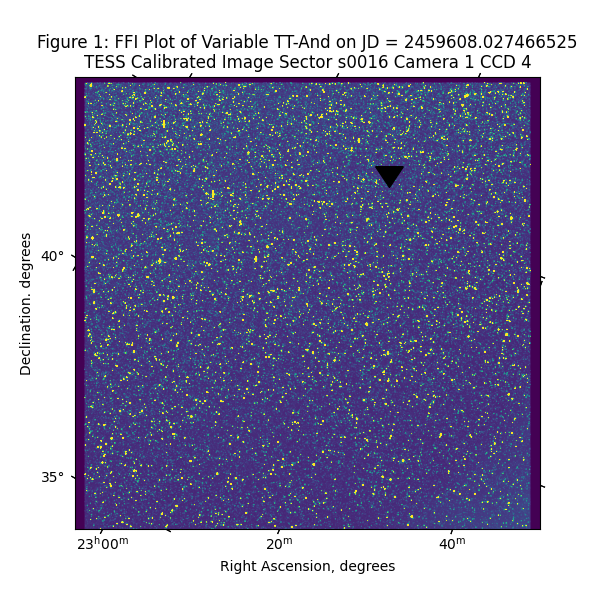 Figure 1: FFI Plot of Variable TT-And on JD = 2459608.027466525
TESS Calibrated Image Sector s0016 Camera 1 CCD 4
40°
35°
Declination. degrees
23ʰ00ᵐ 20ᵐ 40ᵐ
Right Ascension, degrees